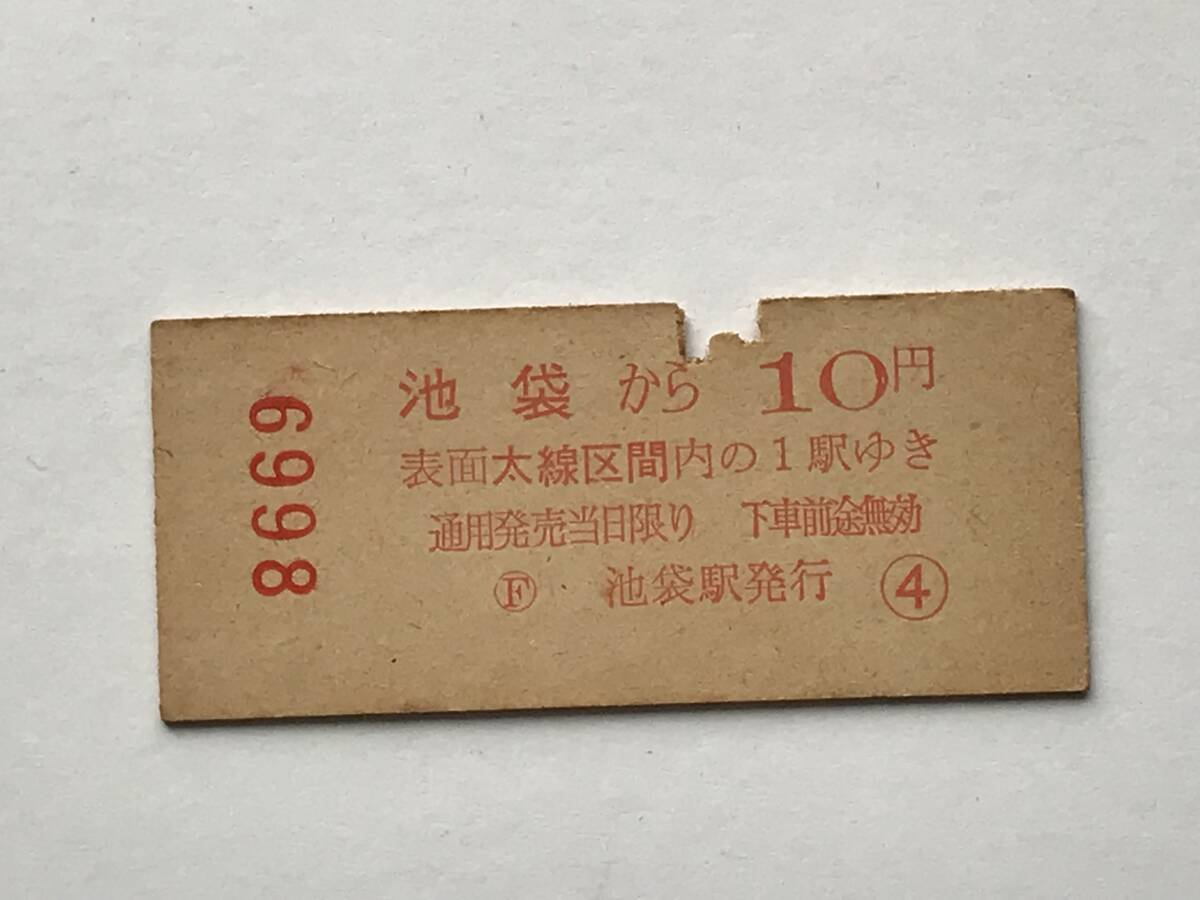 8669
池袋から10円
表面太線区間内の1駅ゆき
通用発売当日限り 下車前途無効
Ⓕ 池袋駅発行 ④